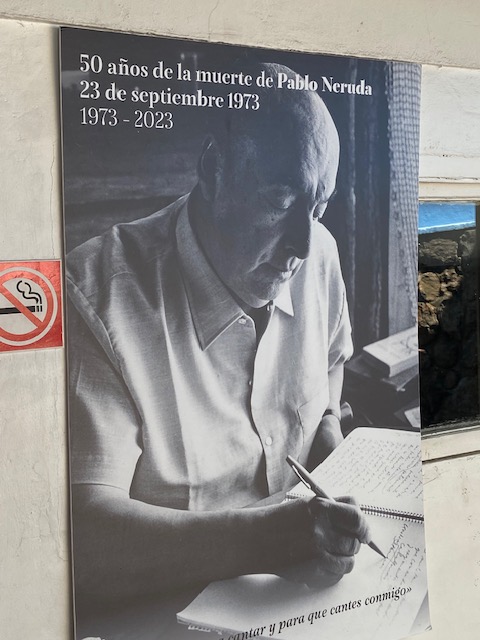 50 años de la muerte de Pablo Neruda
23 de septiembre 1973
1973 - 2023
cantar y para que cantes conmigo»